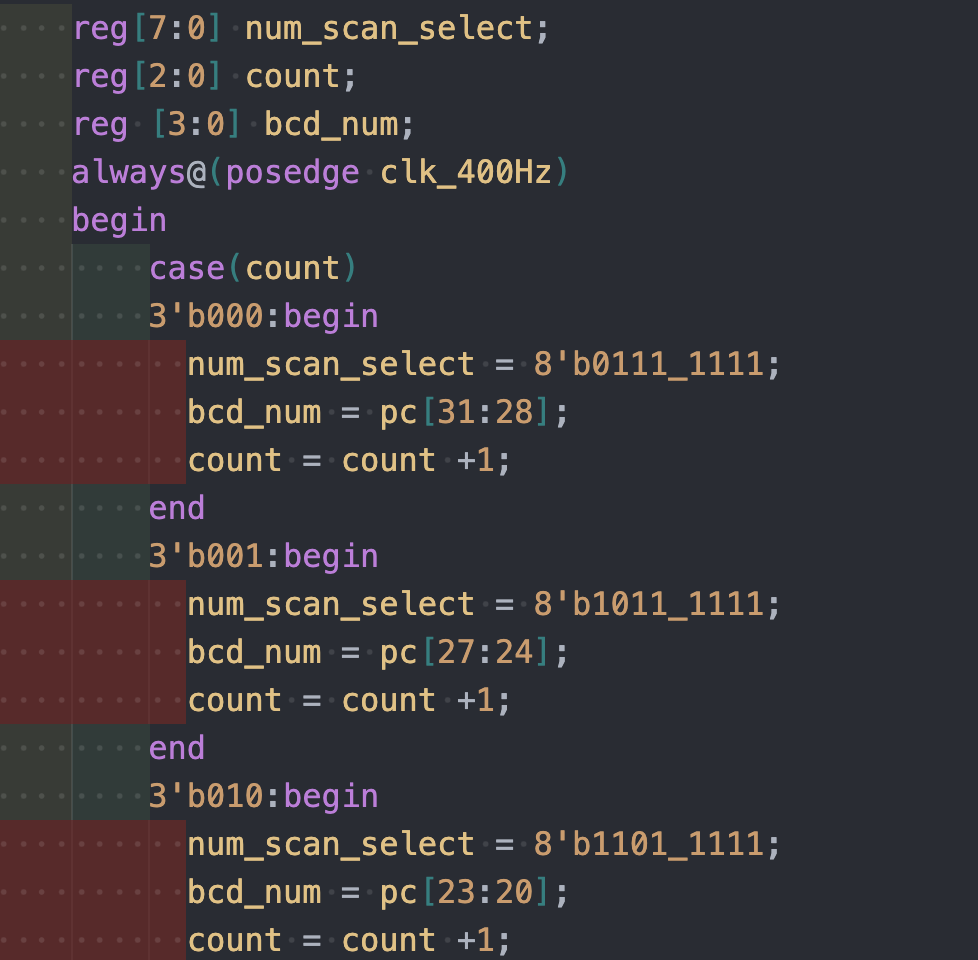 reg[7:0] num_scan_select;
reg[2:0] count;
reg [3:0] bcd_num;
always@(posedge clk_400Hz)
begin
case(count)
3'b000:begin
num_scan_select = 8'b0111_1111;
bcd_num = pc[31:28];
count = count +1;
end
3'b001:begin
num_scan_select = 8'b1011_1111;
bcd_num = pc[27:24];
count = count +1;
end
3'b010:begin
num_scan_select = 8'b1101_1111;
bcd_num = pc[23:20];
count = count +1;